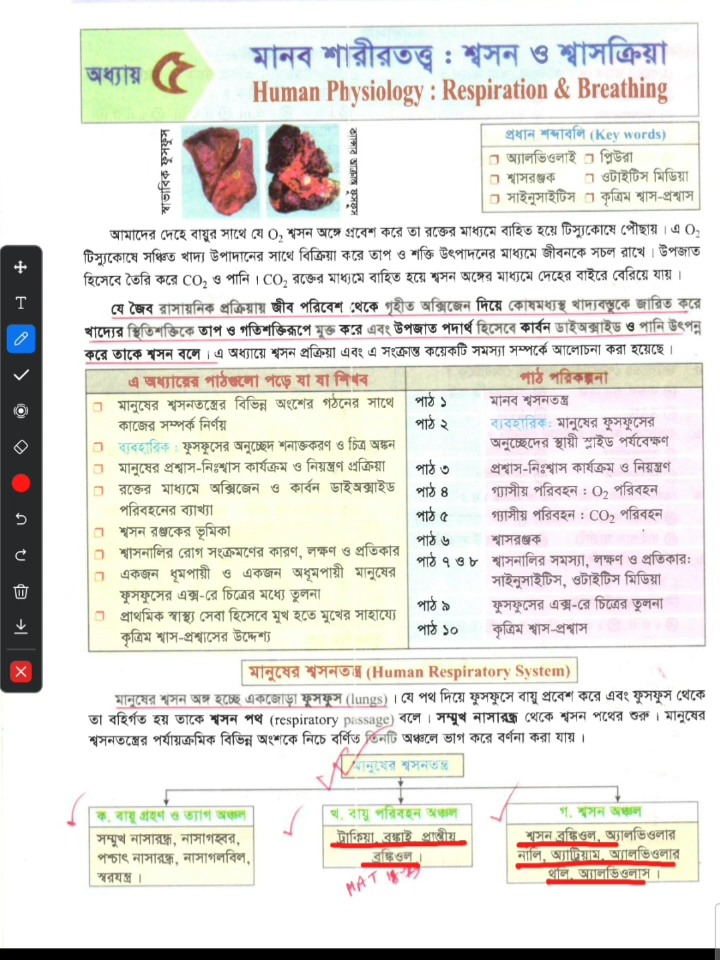 অধ্যায় ৫
মানব শারীরতত্ত্ব : শ্বসন ও শ্বাসক্রিয়া
Human Physiology : Respiration & Breathing
স্বাভাবিক ফুসফুস
প্রধান শব্দাবলি (Key words)
অ্যালভিওলাই
প্লিউরা
শ্বাসরঞ্জক
ওটাইটিস মিডিয়া
সাইনুসাইটিস
কৃত্রিম শ্বাস-প্রশ্বাস
আমাদের দেহে বায়ুর সাথে যে O₂ শ্বসন অঙ্গে প্রবেশ করে তা রক্তের মাধ্যমে বাহিত হয়ে টিস্যুকোষে পৌঁছায়। এ O₂
টিস্যুকোষে সঞ্চিত খাদ্য উপাদানের সাথে বিক্রিয়া করে তাপ ও শক্তি উৎপাদনের মাধ্যমে জীবনকে সচল রাখে। উপজাত
হিসেবে তৈরি করে CO₂ ও পানি। CO₂ রক্তের মাধ্যমে বাহিত হয়ে শ্বসন অঙ্গের মাধ্যমে দেহের বাইরে বেরিয়ে যায়।
যে জৈব রাসায়নিক প্রক্রিয়ায় জীব পরিবেশ থেকে গৃহীত অক্সিজেন দিয়ে কোষমধ্যস্থ খাদ্যবস্তুকে জারিত করে
খাদ্যের স্থিতিশক্তিকে তাপ ও গতিশক্তিরূপে মুক্ত করে এবং উপজাত পদার্থ হিসেবে কার্বন ডাইঅক্সাইড ও পানি উৎপন্ন
করে তাকে শ্বসন বলে। এ অধ্যায়ে শ্বসন প্রক্রিয়া এবং এ সংক্রান্ত কয়েকটি সমস্যা সম্পর্কে আলোচনা করা হয়েছে।
এ অধ্যায়ের পাঠগুলো পড়ে যা যা শিখব
মানুষের শ্বসনতন্ত্রের বিভিন্ন অংশের গঠনের সাথে
কাজের সম্পর্ক নির্ণয়
ব্যবহারিক : ফুসফুসের অনুচ্ছেদ শনাক্তকরণ ও চিত্র অঙ্কন
মানুষের প্রশ্বাস-নিঃশ্বাস কার্যক্রম ও নিয়ন্ত্রণ প্রক্রিয়া
রক্তের মাধ্যমে অক্সিজেন ও কার্বন ডাইঅক্সাইড
পরিবহনের ব্যাখ্যা
শ্বসন রঞ্জকের ভূমিকা
শ্বাসনালির রোগ সংক্রমণের কারণ, লক্ষণ ও প্রতিকার
একজন ধূমপায়ী ও একজন অধূমপায়ী মানুষের
ফুসফুসের এক্স-রে চিত্রের মধ্যে তুলনা
প্রাথমিক স্বাস্থ্য সেবা হিসেবে মুখ হতে মুখের সাহায্যে
কৃত্রিম শ্বাস-প্রশ্বাসের উদ্দেশ্য
পাঠ পরিকল্পনা
পাঠ ১ মানব শ্বসনতন্ত্র
পাঠ ২ ব্যবহারিক: মানুষের ফুসফুসের
অনুচ্ছেদের স্থায়ী স্লাইড পর্যবেক্ষণ
পাঠ ৩ প্রশ্বাস-নিঃশ্বাস কার্যক্রম ও নিয়ন্ত্রণ
পাঠ ৪ গ্যাসীয় পরিবহন : O₂ পরিবহন
পাঠ ৫ গ্যাসীয় পরিবহন : CO₂ পরিবহন
পাঠ ৬ শ্বাসরঞ্জক
পাঠ ৭ ও ৮ শ্বাসনালির সমস্যা, লক্ষণ ও প্রতিকার:
সাইনুসাইটিস, ওটাইটিস মিডিয়া
পাঠ ৯ ফুসফুসের এক্স-রে চিত্রের তুলনা
পাঠ ১০ কৃত্রিম শ্বাস-প্রশ্বাস
মানুষের শ্বসনতন্ত্র (Human Respiratory System)
মানুষের শ্বসন অঙ্গ হচ্ছে একজোড়া ফুসফুস (lungs)। যে পথ দিয়ে ফুসফুসে বায়ু প্রবেশ করে এবং ফুসফুস থেকে
তা বহির্গত হয় তাকে শ্বসন পথ (respiratory passage) বলে। সম্মুখ নাসারন্ধ্র থেকে শ্বসন পথের শুরু। মানুষের
শ্বসনতন্ত্রের পর্যায়ক্রমিক বিভিন্ন অংশকে নিচে বর্ণিত তিনটি অঞ্চলে ভাগ করে বর্ণনা করা যায়।
মানুষের শ্বসনতন্ত্র
ক. বায়ু গ্রহণ ও ত্যাগ অঞ্চল
সম্মুখ নাসারন্ধ্র, নাসাগহ্বর,
পশ্চাৎ নাসারন্ধ্র, নাসাগলবিল,
স্বরযন্ত্র।
খ. বায়ু পরিবহন অঞ্চল
ট্রাকিয়া, ব্রঙ্কাই প্রান্তীয়
ব্রঙ্কিওল।
MAT
গ. শ্বসন অঞ্চল
শ্বসন ব্রঙ্কিওল, অ্যালভিওলার
নালি, অ্যাট্রিয়াম, অ্যালভিওলার
থলি, অ্যালভিওলাস।
T